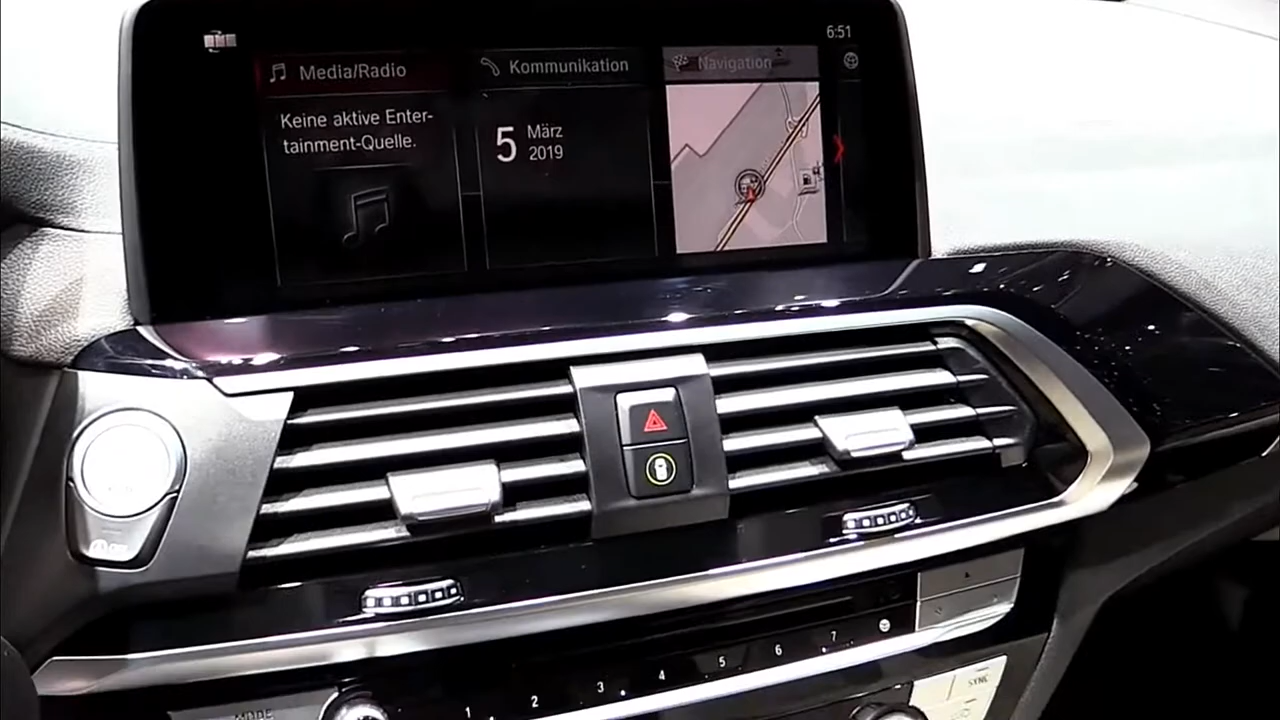 6:51
Media/Radio
Kommunikation
Navigation
Keine aktive Enter-
tainment-Quelle.
5
März
2019
1 2 3 4 5 6 7
MODE
SYNC